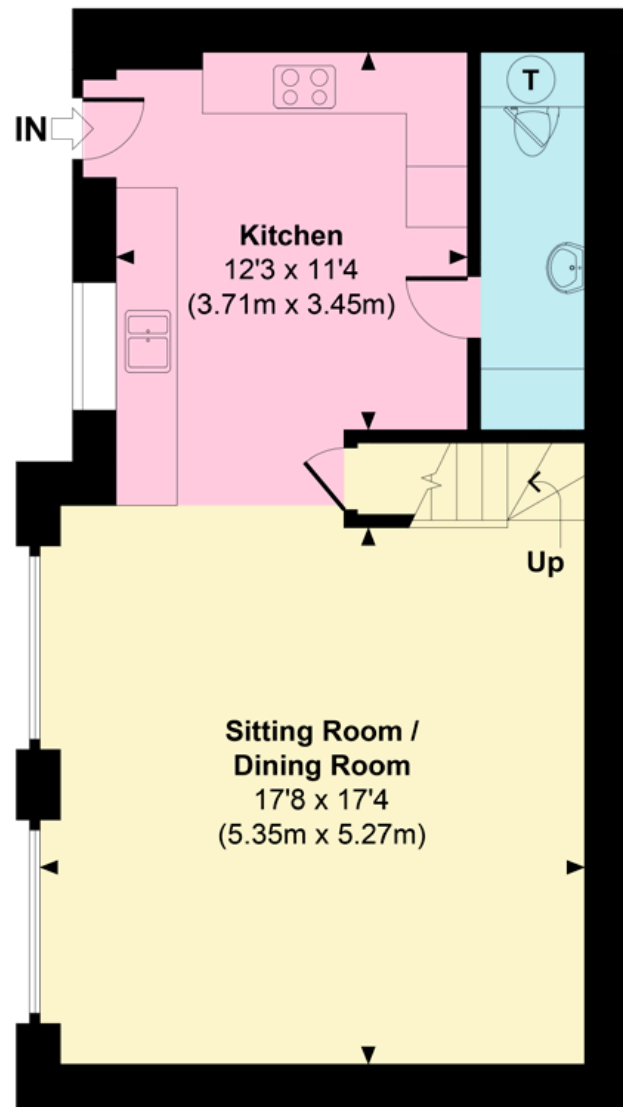 T
IN
Kitchen
12'3 x 11'4
(3.71m x 3.45m)
Up
Sitting Room /
Dining Room
17'8 x 17'4
(5.35m x 5.27m)